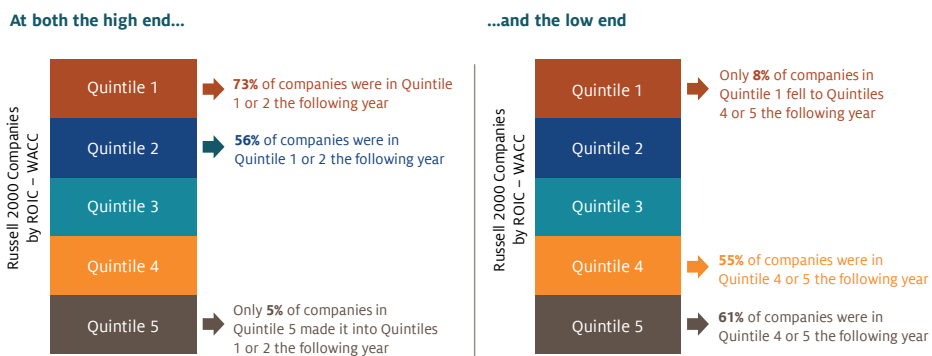 At both the high end...
Russell 2000 Companies
by ROIC – WACC
Quintile 1
73% of companies were in Quintile
1 or 2 the following year
Quintile 2
56% of companies were in
Quintile 1 or 2 the following year
Quintile 3
Quintile 4
Quintile 5
Only 5% of companies in
Quintile 5 made it into Quintiles
1 or 2 the following year
...and the low end
Russell 2000 Companies
by ROIC – WACC
Quintile 1
Only 8% of companies in
Quintile 1 fell to Quintiles
4 or 5 the following year
Quintile 2
Quintile 3
Quintile 4
55% of companies were in
Quintile 4 or 5 the following year
Quintile 5
61% of companies were in
Quintile 4 or 5 the following year